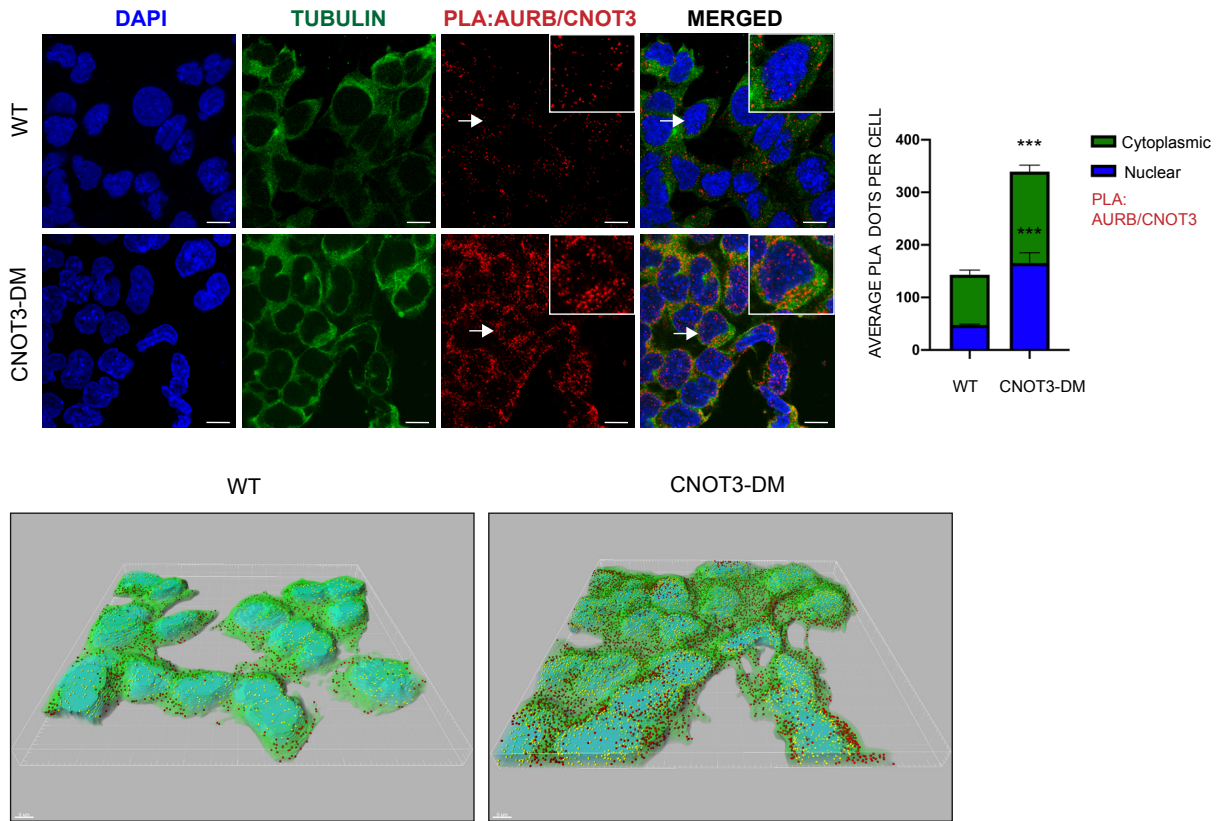 DAPI
TUBULIN
PLA:AURB/CNOT3
MERGED
WT
CNOT3-DM
AVERAGE PLA DOTS PER CELL
400
300
200
100
0
***
***
WT
CNOT3-DM
Cytoplasmic
Nuclear
PLA:
AURB/CNOT3
WT
CNOT3-DM